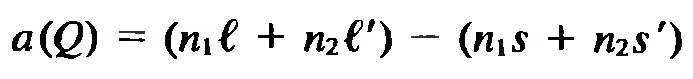 a(Q) = (n₁ℓ + n₂ℓ′) − (n₁s + n₂s′)